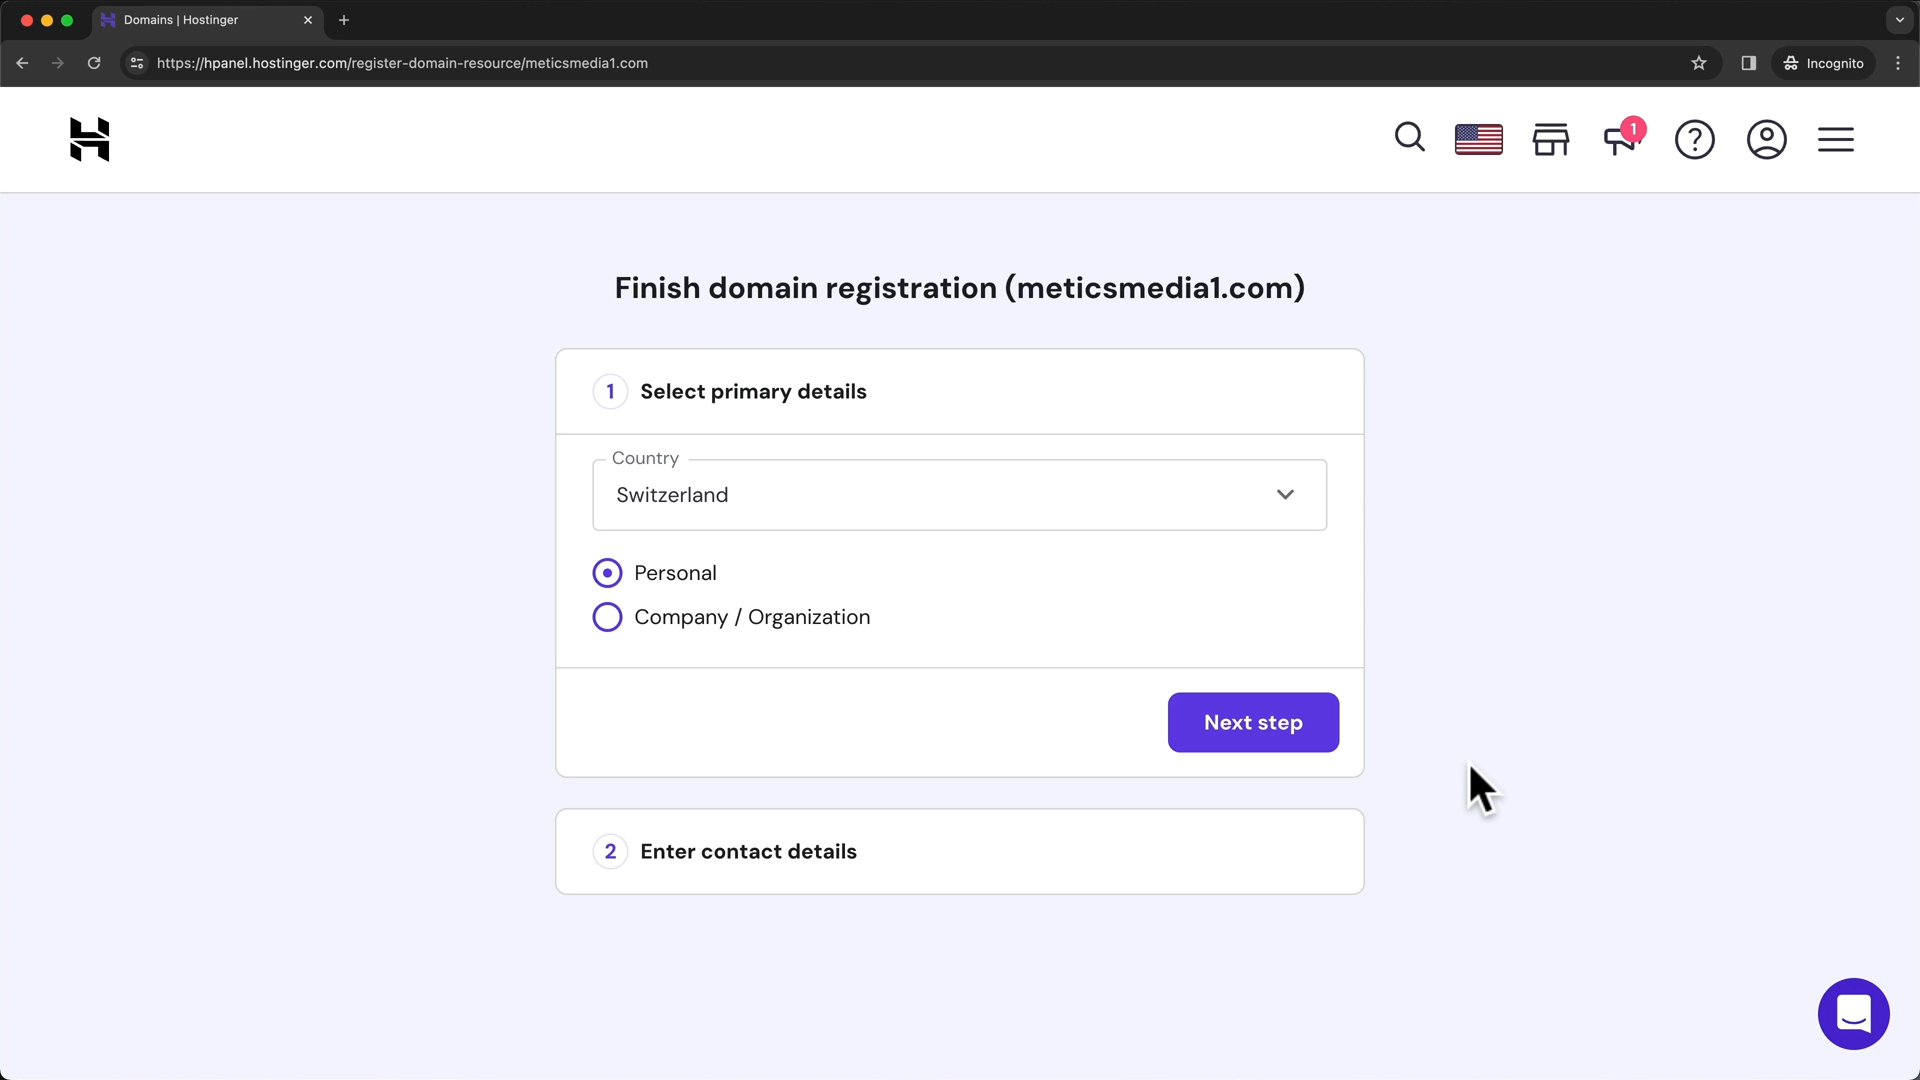 Domains | Hostinger
https://hpanel.hostinger.com/register-domain-resource/meticsmedia1.com
Incognito
1
Finish domain registration (meticsmedia1.com)
1 Select primary details
Country
Switzerland
Personal
Company / Organization
Next step
2 Enter contact details